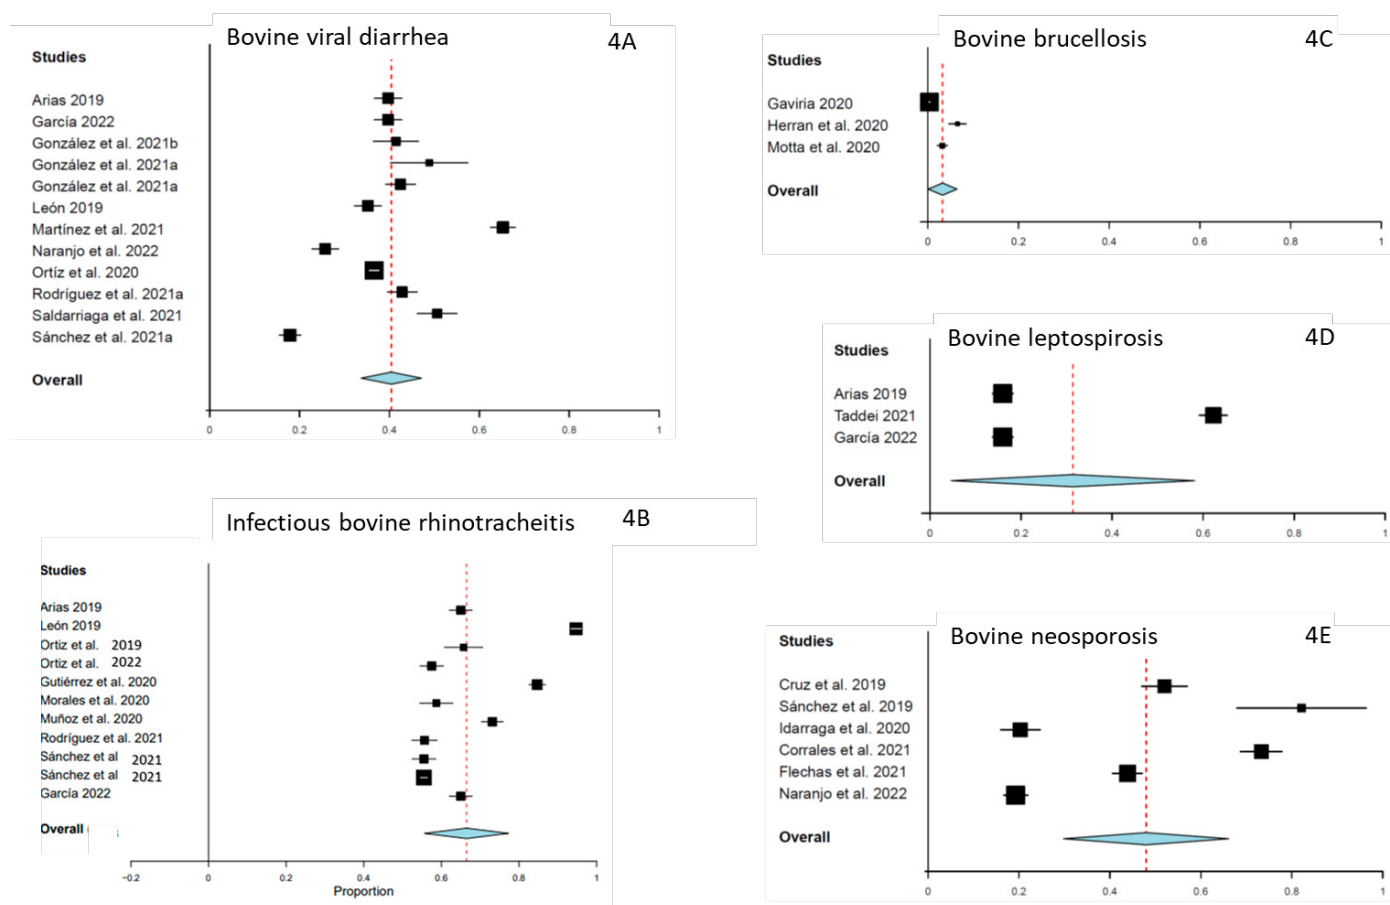 Bovine viral diarrhea 4A
Studies
Arias 2019
García 2022
González et al. 2021b
González et al. 2021a
González et al. 2021a
León 2019
Martínez et al. 2021
Naranjo et al. 2022
Ortíz et al. 2020
Rodríguez et al. 2021a
Saldarriaga et al. 2021
Sánchez et al. 2021a
Overall
0 0.2 0.4 0.6 0.8 1
Infectious bovine rhinotracheitis 4B
Studies
Arias 2019
León 2019
Ortiz et al. 2019
Ortiz et al. 2022
Gutiérrez et al. 2020
Morales et al. 2020
Muñoz et al. 2020
Rodríguez et al. 2021
Sánchez et al 2021
Sánchez et al 2021
García 2022
Overall
−0.2 0 0.2 0.4 0.6 0.8 1
Proportion
Bovine brucellosis 4C
Studies
Gaviria 2020
Herran et al. 2020
Motta et al. 2020
Overall
0 0.2 0.4 0.6 0.8 1
Bovine leptospirosis 4D
Studies
Arias 2019
Taddei 2021
García 2022
Overall
0 0.2 0.4 0.6 0.8 1
Bovine neosporosis 4E
Studies
Cruz et al. 2019
Sánchez et al. 2019
Idarraga et al. 2020
Corrales et al. 2021
Flechas et al. 2021
Naranjo et al. 2022
Overall
0 0.2 0.4 0.6 0.8 1